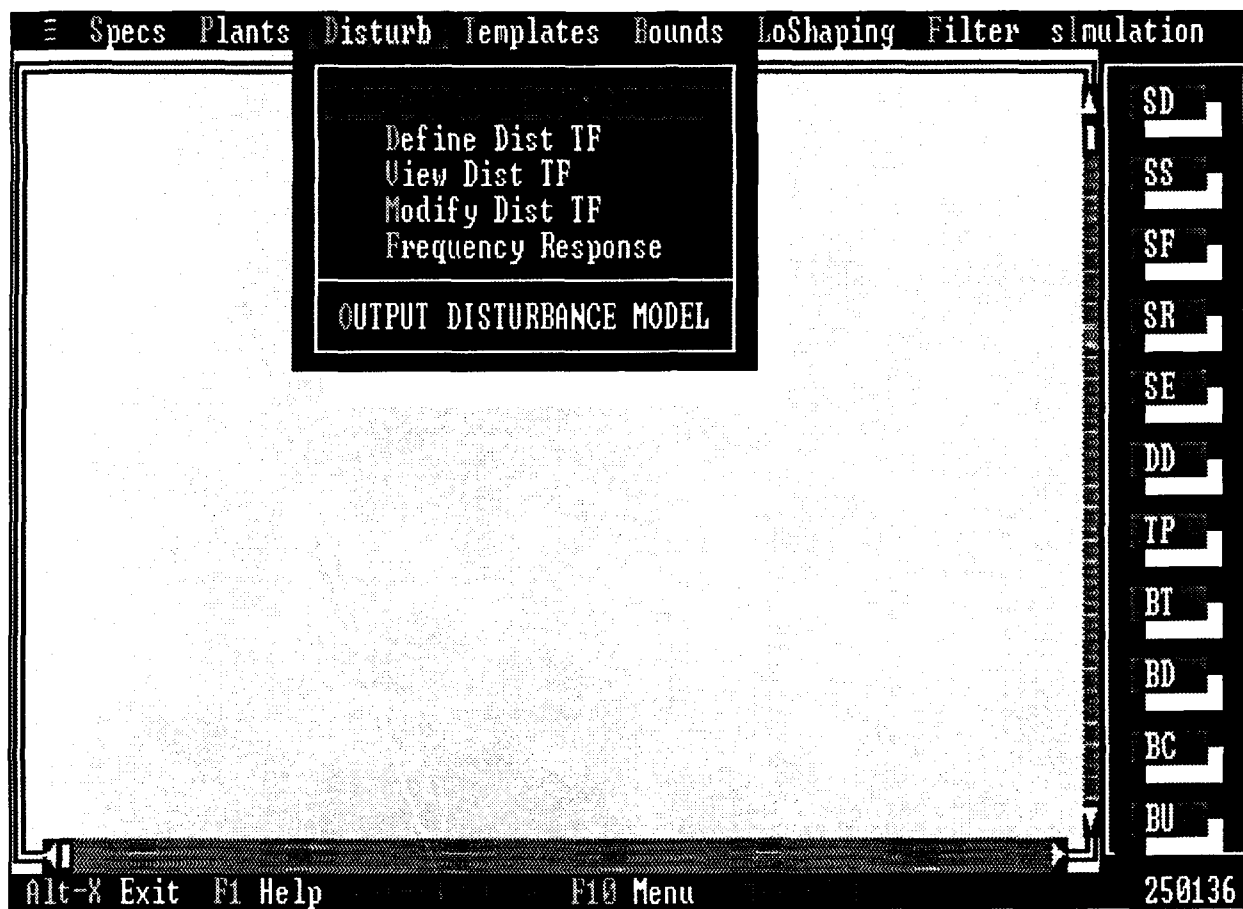 ≡ Specs Plants Disturb Templates Bounds LoShaping Filter sImulation
Define Dist TF
View Dist TF
Modify Dist TF
Frequency Response
OUTPUT DISTURBANCE MODEL
SD
SS
SF
SR
SE
DD
TP
BT
BD
BC
BU
Alt-X Exit F1 Help F10 Menu 250136